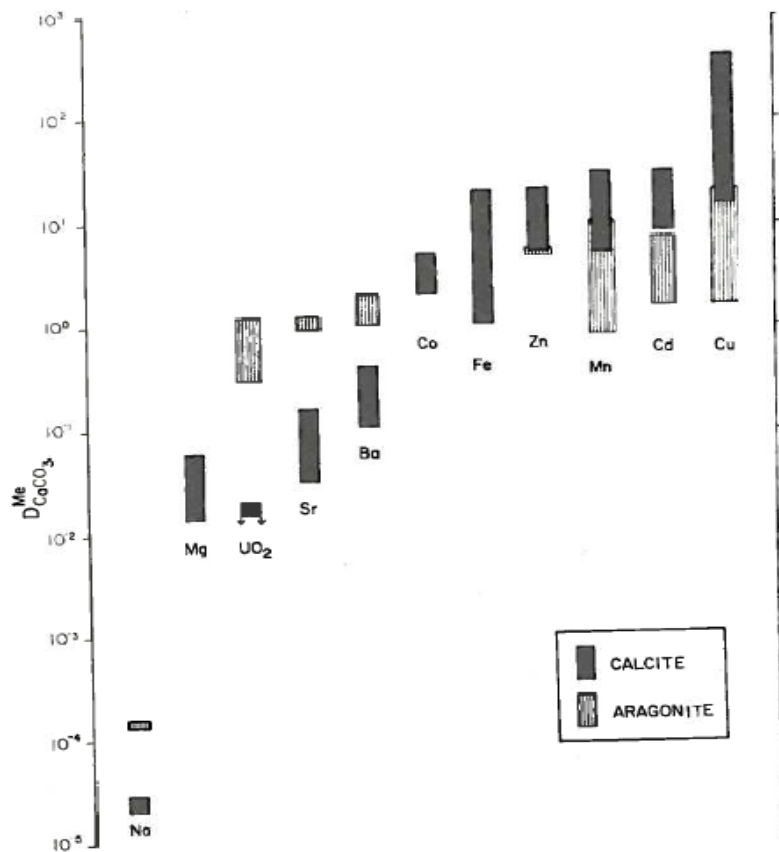 10³
10²
10¹
10⁰
10⁻¹
10⁻²
10⁻³
10⁻⁴
10⁻⁵
D^Me_CaCO₃
Na
Mg
UO₂
Sr
Ba
Co
Fe
Zn
Mn
Cd
Cu
CALCITE
ARAGONITE